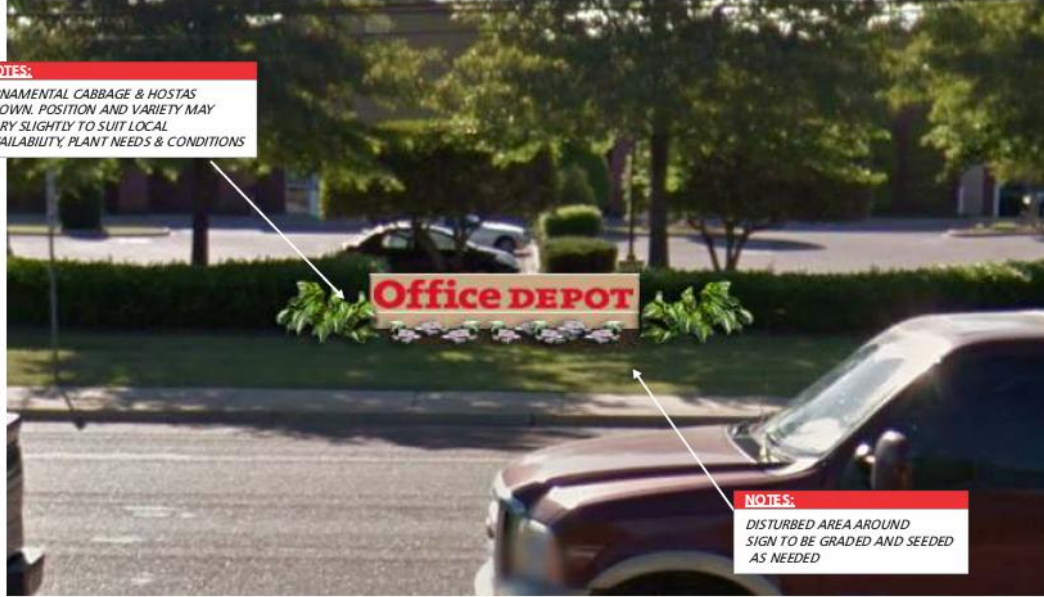 OTES:
NAMENTAL CABBAGE & HOSTAS
OWN. POSITION AND VARIETY MAY
RY SLIGHTLY TO SUIT LOCAL
AILABILITY, PLANT NEEDS & CONDITIONS
Office DEPOT
NOTES:
DISTURBED AREA AROUND
SIGN TO BE GRADED AND SEEDED
AS NEEDED